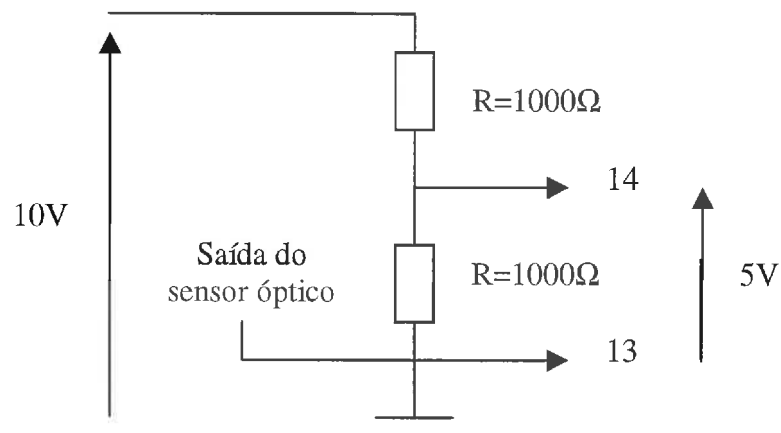 R=1000Ω
14
10V
Saída do
sensor óptico
R=1000Ω
5V
13